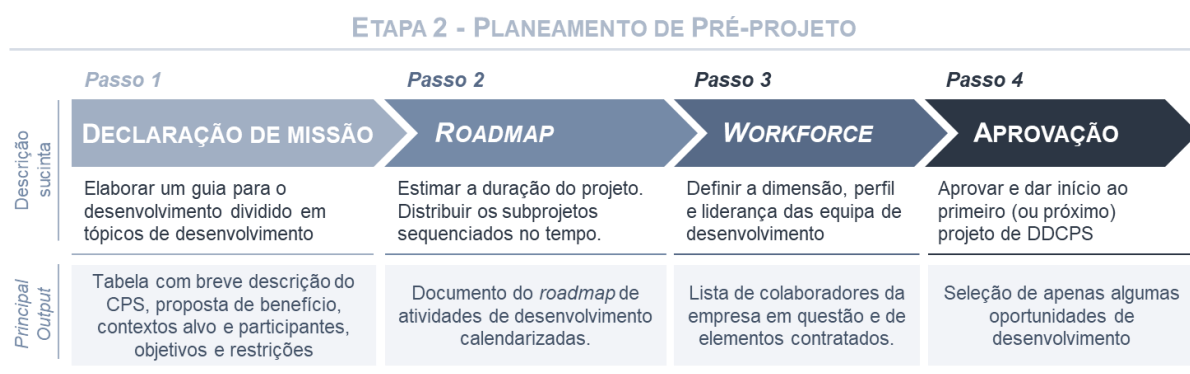 ETAPA 2 - PLANEAMENTO DE PRÉ-PROJETO
Passo 1
Passo 2
Passo 3
Passo 4
DECLARAÇÃO DE MISSÃO
ROADMAP
WORKFORCE
APROVAÇÃO
Descrição
sucinta
Elaborar um guia para o
desenvolvimento dividido em
tópicos de desenvolvimento
Estimar a duração do projeto.
Distribuir os subprojetos
sequenciados no tempo.
Definir a dimensão, perfil
e liderança das equipa de
desenvolvimento
Aprovar e dar início ao
primeiro (ou próximo)
projeto de DDCPS
Principal
Output
Tabela com breve descrição do
CPS, proposta de benefício,
contextos alvo e participantes,
objetivos e restrições
Documento do roadmap de
atividades de desenvolvimento
calendarizadas.
Lista de colaboradores da
empresa em questão e de
elementos contratados.
Seleção de apenas algumas
oportunidades de
desenvolvimento